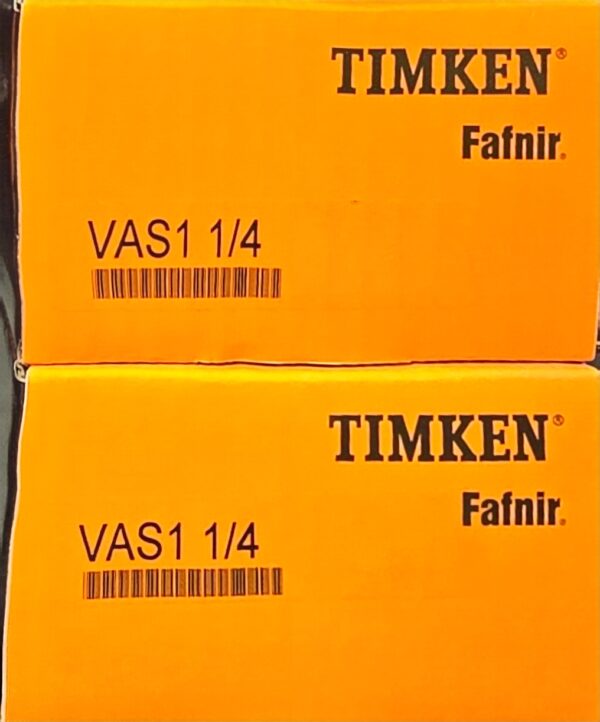 TIMKEN®
Fafnir®
VAS1 1/4
TIMKEN®
Fafnir®
VAS1 1/4